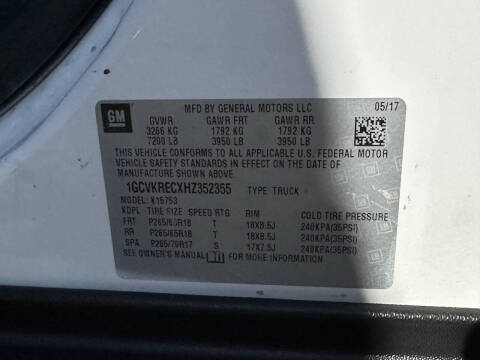 GM
MFD BY GENERAL MOTORS LLC 05/17
GVWR GAWR FRT GAWR RR
3266 KG 1792 KG 1792 KG
7200 LB 3950 LB 3950 LB
THIS VEHICLE CONFORMS TO ALL APPLICABLE U.S. FEDERAL MOTOR
VEHICLE SAFETY STANDARDS IN EFFECT ON THE DATE OF
MANUFACTURE SHOWN ABOVE.
1GCVKRECXHZ352355 TYPE TRUCK
MODEL: K15753
KDPL TIRE SIZE SPEED RTG RIM COLD TIRE PRESSURE
FRT P265/65R18 T 18X8.5J 240KPA(35PSI)
RR P265/65R18 T 18X8.5J 240KPA(35PSI)
SPA P265/70R17 S 17X7.5J 240KPA(35PSI)
SEE OWNER'S MANUAL